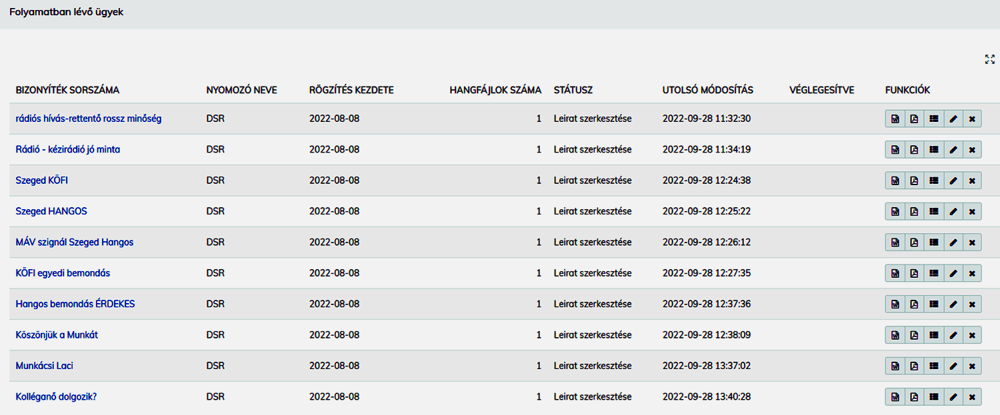 Folyamatban lévő ügyek
BIZONYÍTÉK SORSZÁMA NYOMOZÓ NEVE RÖGZÍTÉS KEZDETE HANGFÁJLOK SZÁMA STÁTUSZ UTOLSÓ MÓDOSÍTÁS VÉGLEGESÍTVE FUNKCIÓK
rádiós hívás-rettentő rossz minőség DSR 2022-08-08 1 Leirat szerkesztése 2022-09-28 11:32:30
Rádió - kézirádió jó minta DSR 2022-08-08 1 Leirat szerkesztése 2022-09-28 11:34:19
Szeged KÖFI DSR 2022-08-08 1 Leirat szerkesztése 2022-09-28 12:24:38
Szeged HANGOS DSR 2022-08-08 1 Leirat szerkesztése 2022-09-28 12:25:22
MÁV szignál Szeged Hangos DSR 2022-08-08 1 Leirat szerkesztése 2022-09-28 12:26:12
KÖFI egyedi bemondás DSR 2022-08-08 1 Leirat szerkesztése 2022-09-28 12:27:35
Hangos bemondás ÉRDEKES DSR 2022-08-08 1 Leirat szerkesztése 2022-09-28 12:37:36
Köszönjük a Munkát DSR 2022-08-08 1 Leirat szerkesztése 2022-09-28 12:38:09
Munkácsi Laci DSR 2022-08-08 1 Leirat szerkesztése 2022-09-28 13:37:02
Kolléganő dolgozik? DSR 2022-08-08 1 Leirat szerkesztése 2022-09-28 13:40:28